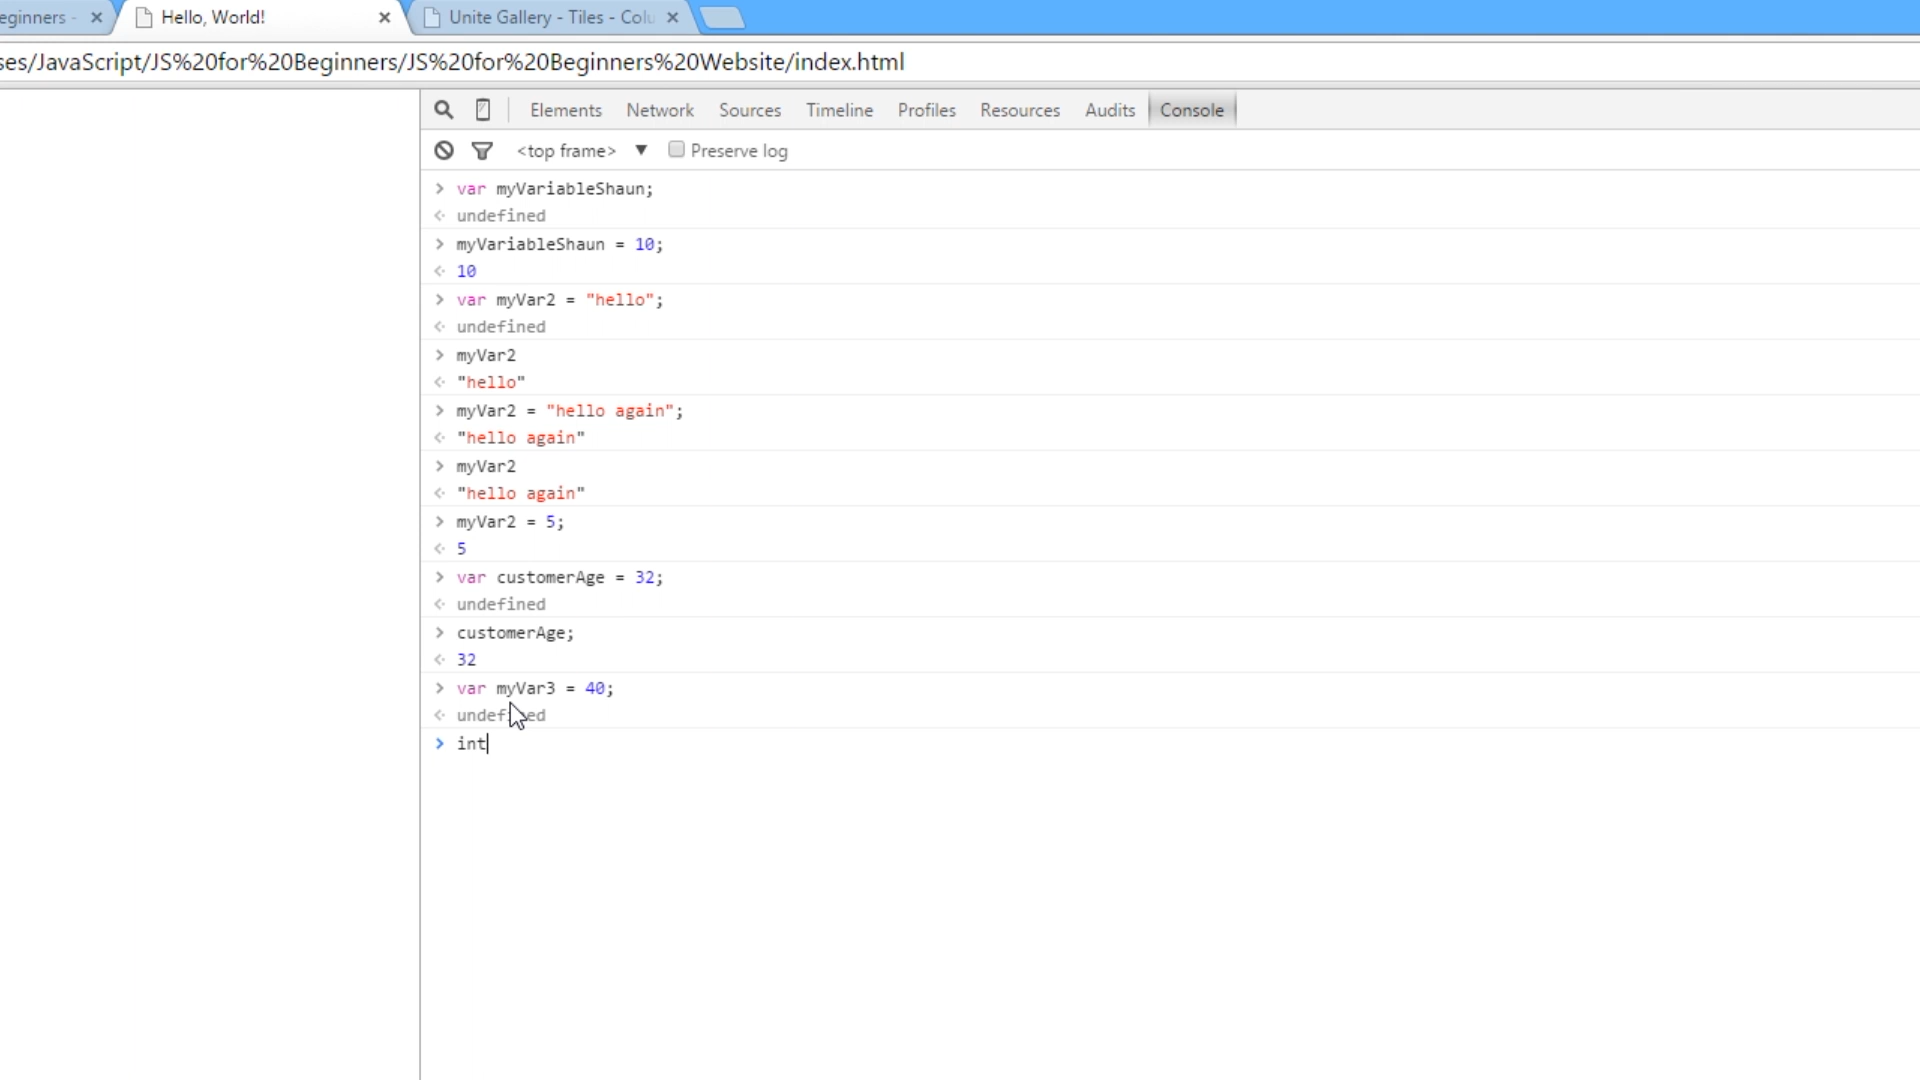 eginners -
Hello, World!
Unite Gallery - Tiles - Colu
ses/JavaScript/JS%20for%20Beginners/JS%20for%20Beginners%20Website/index.html
Elements Network Sources Timeline Profiles Resources Audits Console
<top frame> ▼ Preserve log
> var myVariableShaun;
< undefined
> myVariableShaun = 10;
< 10
> var myVar2 = "hello";
< undefined
> myVar2
< "hello"
> myVar2 = "hello again";
< "hello again"
> myVar2
< "hello again"
> myVar2 = 5;
< 5
> var customerAge = 32;
< undefined
> customerAge;
< 32
> var myVar3 = 40;
< undefined
> int